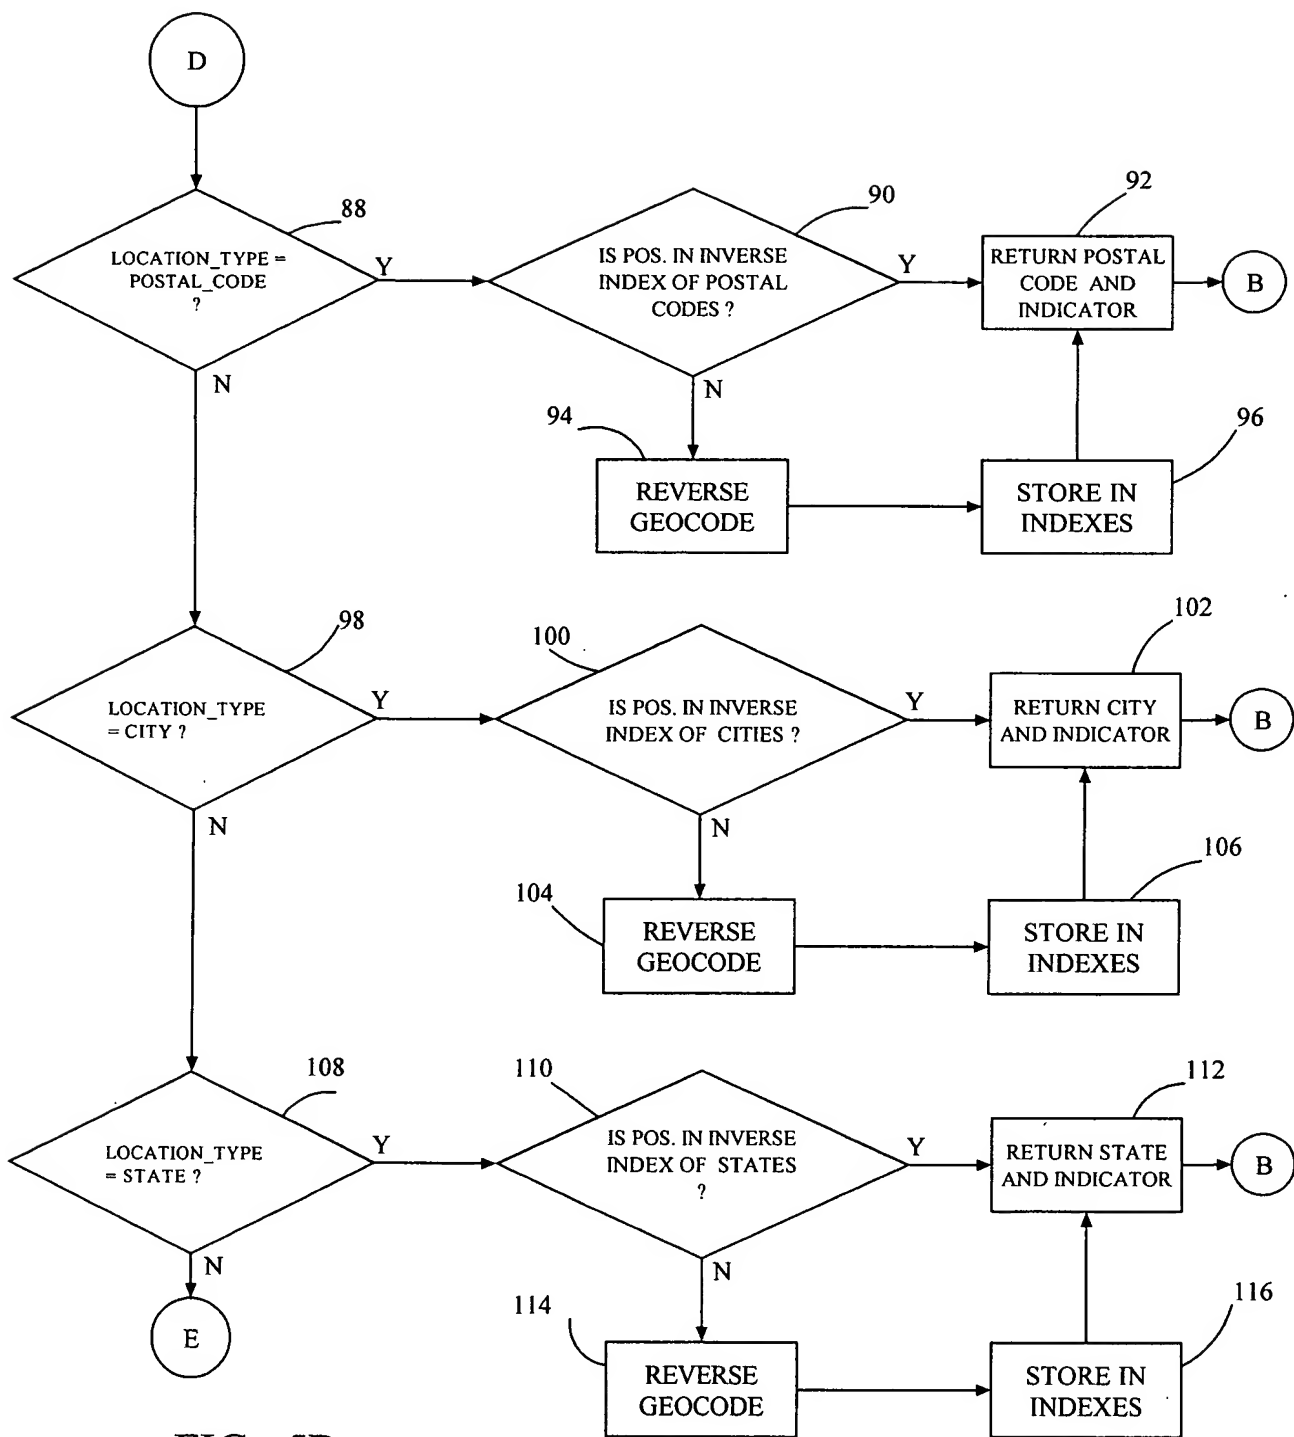 D
88
LOCATION_TYPE =
POSTAL_CODE
?
Y
N
90
IS POS. IN INVERSE
INDEX OF POSTAL
CODES ?
Y
N
92
RETURN POSTAL
CODE AND
INDICATOR
B
94
REVERSE
GEOCODE
96
STORE IN
INDEXES
98
LOCATION_TYPE
= CITY ?
Y
N
100
IS POS. IN INVERSE
INDEX OF CITIES ?
Y
N
102
RETURN CITY
AND INDICATOR
B
104
REVERSE
GEOCODE
106
STORE IN
INDEXES
108
LOCATION_TYPE
= STATE ?
Y
N
110
IS POS. IN INVERSE
INDEX OF STATES
?
Y
N
112
RETURN STATE
AND INDICATOR
B
E
114
REVERSE
GEOCODE
116
STORE IN
INDEXES